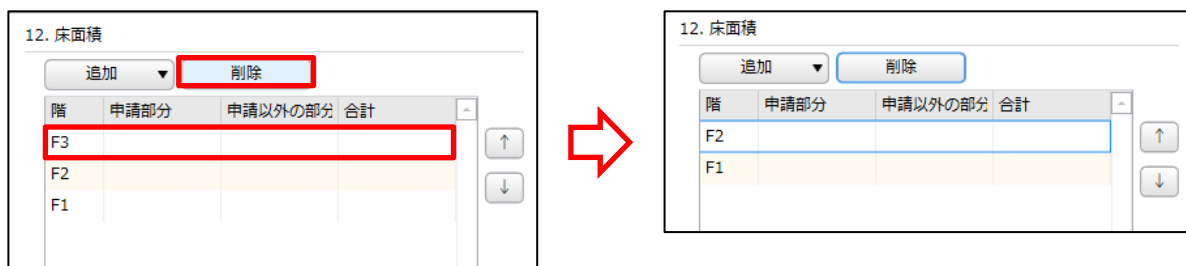 12. 床面積
追加 ▼ 削除
階 申請部分 申請以外の部分 合計
F3
↑
F2
↓
F1
12. 床面積
追加 ▼ 削除
階 申請部分 申請以外の部分 合計
F2
↑
F1
↓